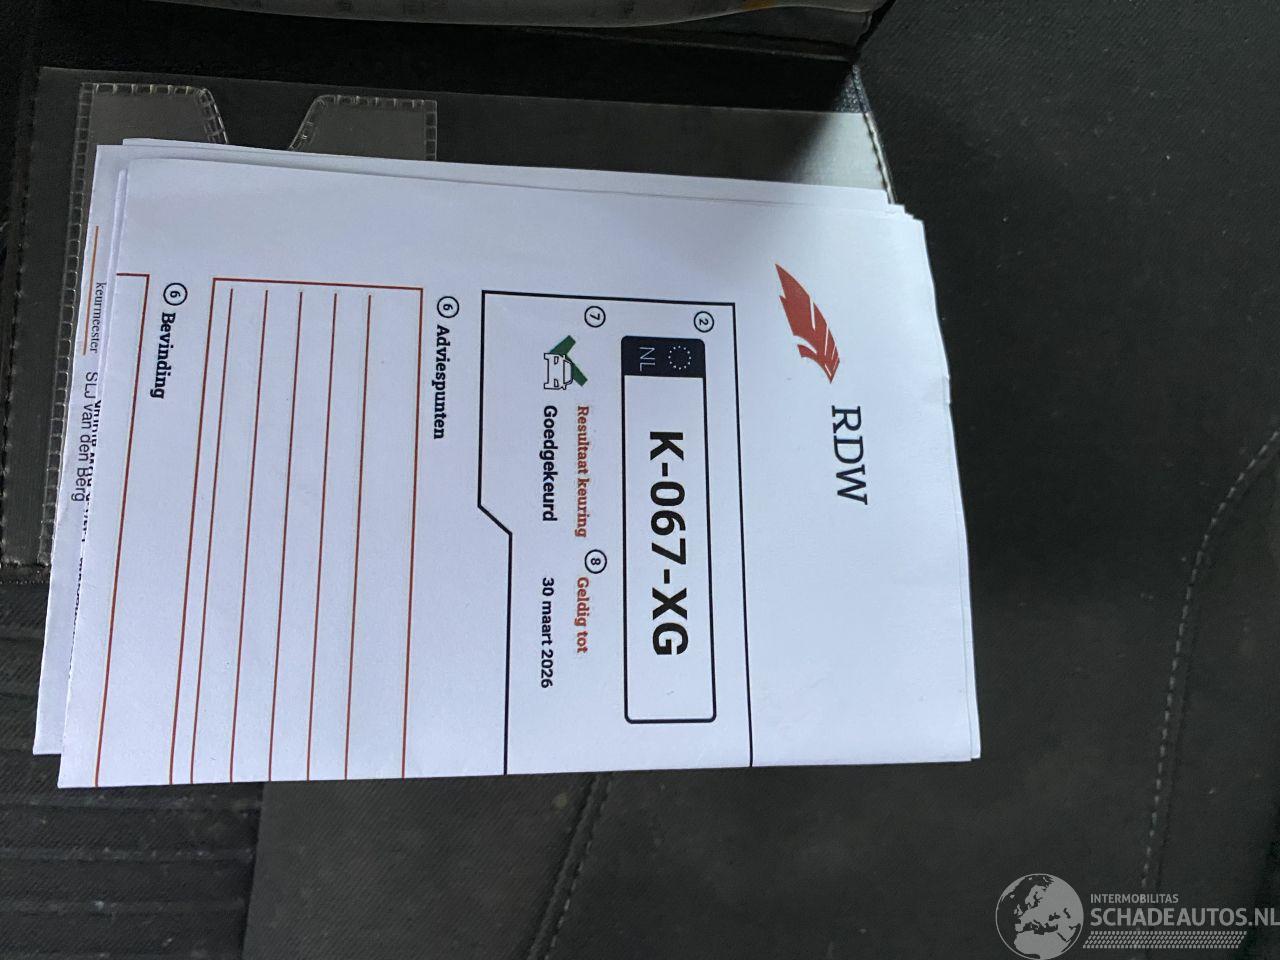 RDW
2
NL
K-067-XG
7 Resultaat keuring
8 Geldig tot
Goedgekeurd
30 maart 2026
6 Adviespunten
6 Bevinding
keurmeester
SLJ van den Berg
INTERMOBILITAS
SCHADEAUTOS.NL